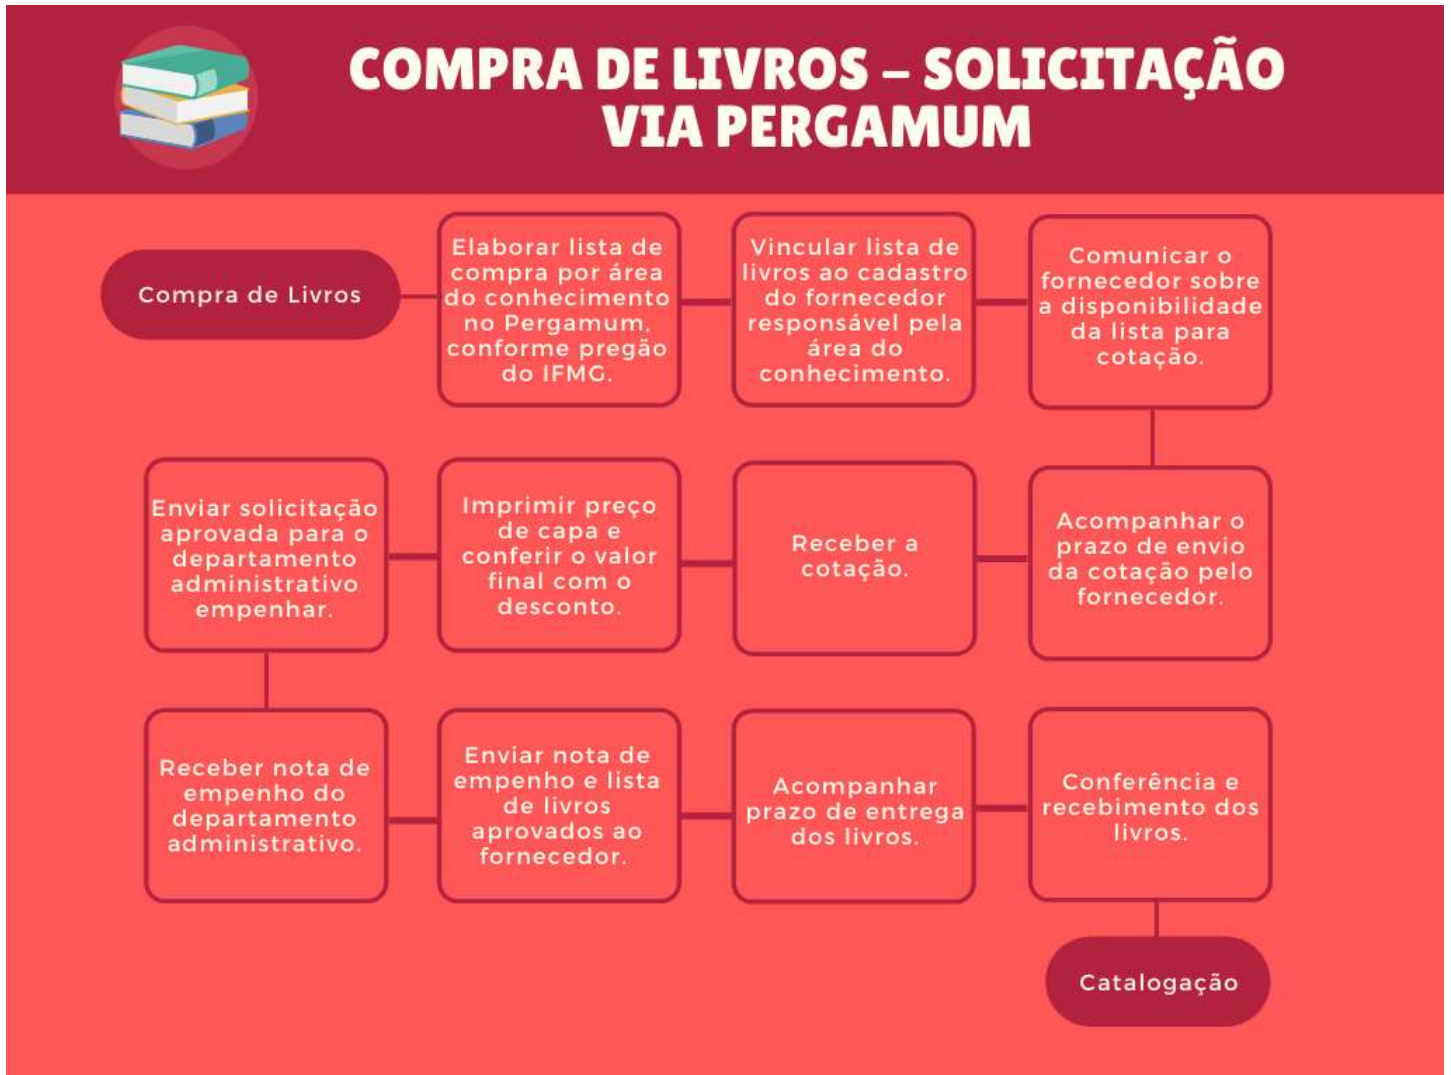 COMPRA DE LIVROS – SOLICITAÇÃO
VIA PERGAMUM
Compra de Livros
Elaborar lista de
compra por área
do conhecimento
no Pergamum,
conforme pregão
do IFMG.
Vincular lista de
livros ao cadastro
do fornecedor
responsável pela
área do
conhecimento.
Comunicar o
fornecedor sobre
a disponibilidade
da lista para
cotação.
Acompanhar o
prazo de envio
da cotação pelo
fornecedor.
Receber a
cotação.
Imprimir preço
de capa e
conferir o valor
final com o
desconto.
Enviar solicitação
aprovada para o
departamento
administrativo
empenhar.
Receber nota de
empenho do
departamento
administrativo.
Enviar nota de
empenho e lista
de livros
aprovados ao
fornecedor.
Acompanhar
prazo de entrega
dos livros.
Conferência e
recebimento dos
livros.
Catalogação